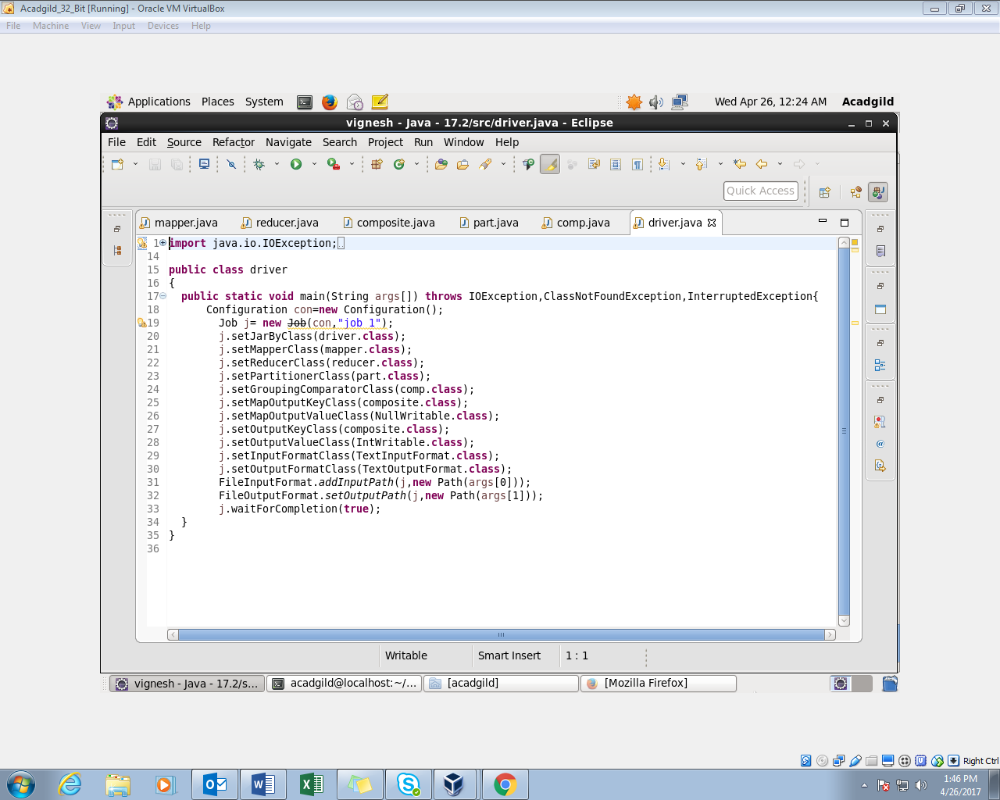 Acadgild_32_Bit [Running] - Oracle VM VirtualBox
File Machine View Input Devices Help
Applications Places System Wed Apr 26, 12:24 AM Acadgild
vignesh - Java - 17.2/src/driver.java - Eclipse
File Edit Source Refactor Navigate Search Project Run Window Help
Quick Access
mapper.java reducer.java composite.java part.java comp.java driver.java
1 import java.io.IOException;
14
15 public class driver
16 {
17 public static void main(String args[]) throws IOException,ClassNotFoundException,InterruptedException{
18 Configuration con=new Configuration();
19 Job j= new Job(con,"job 1");
20 j.setJarByClass(driver.class);
21 j.setMapperClass(mapper.class);
22 j.setReducerClass(reducer.class);
23 j.setPartitionerClass(part.class);
24 j.setGroupingComparatorClass(comp.class);
25 j.setMapOutputKeyClass(composite.class);
26 j.setMapOutputValueClass(NullWritable.class);
27 j.setOutputKeyClass(composite.class);
28 j.setOutputValueClass(IntWritable.class);
29 j.setInputFormatClass(TextInputFormat.class);
30 j.setOutputFormatClass(TextOutputFormat.class);
31 FileInputFormat.addInputPath(j,new Path(args[0]));
32 FileOutputFormat.setOutputPath(j,new Path(args[1]));
33 j.waitForCompletion(true);
34 }
35 }
36
Writable Smart Insert 1 : 1
vignesh - Java - 17.2/s... acadgild@localhost:~/... [acadgild] [Mozilla Firefox]
Right Ctrl
1:46 PM
4/26/2017